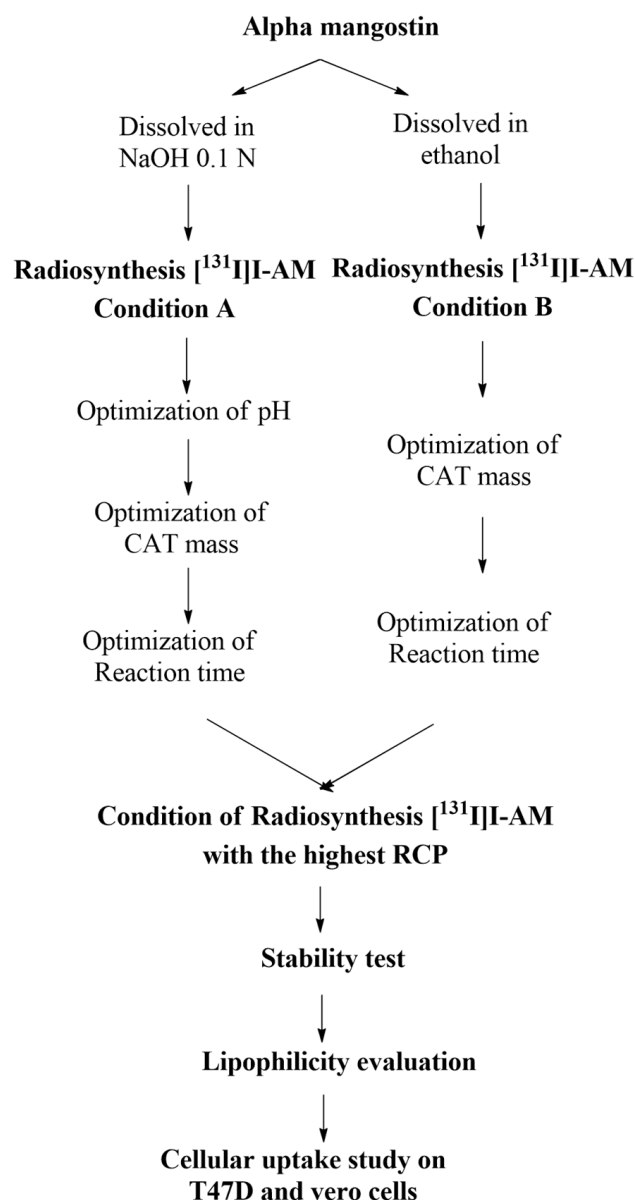 Alpha mangostin
Dissolved in
NaOH 0.1 N
Dissolved in
ethanol
Radiosynthesis [¹³¹I]I-AM
Condition A
Radiosynthesis [¹³¹I]I-AM
Condition B
Optimization of pH
Optimization of
CAT mass
Optimization of
Reaction time
Optimization of
CAT mass
Optimization of
Reaction time
Condition of Radiosynthesis [¹³¹I]I-AM
with the highest RCP
Stability test
Lipophilicity evaluation
Cellular uptake study on
T47D and vero cells